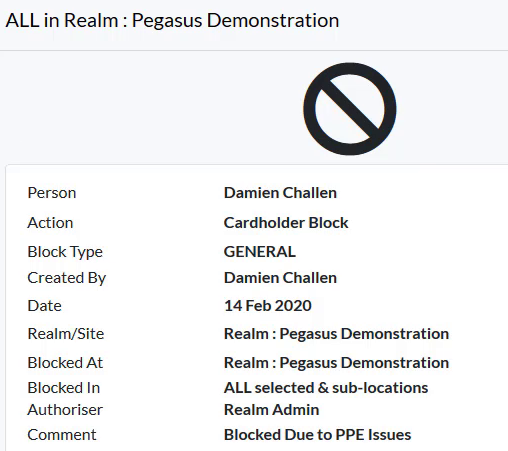 ALL in Realm : Pegasus Demonstration
Person Damien Challen
Action Cardholder Block
Block Type GENERAL
Created By Damien Challen
Date 14 Feb 2020
Realm/Site Realm : Pegasus Demonstration
Blocked At Realm : Pegasus Demonstration
Blocked In ALL selected & sub-locations
Authoriser Realm Admin
Comment Blocked Due to PPE Issues